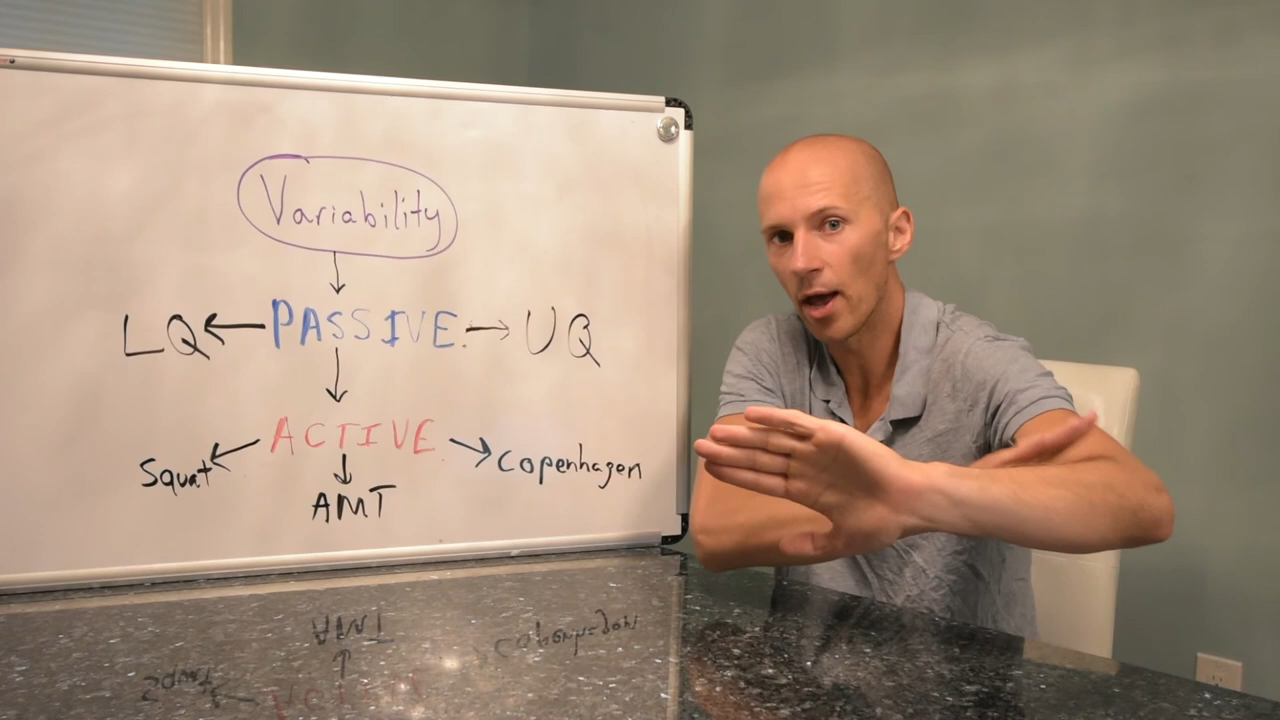 Variability
LQ ← PASSIVE → UQ
ACTIVE
Squat
Copenhagen
AMT